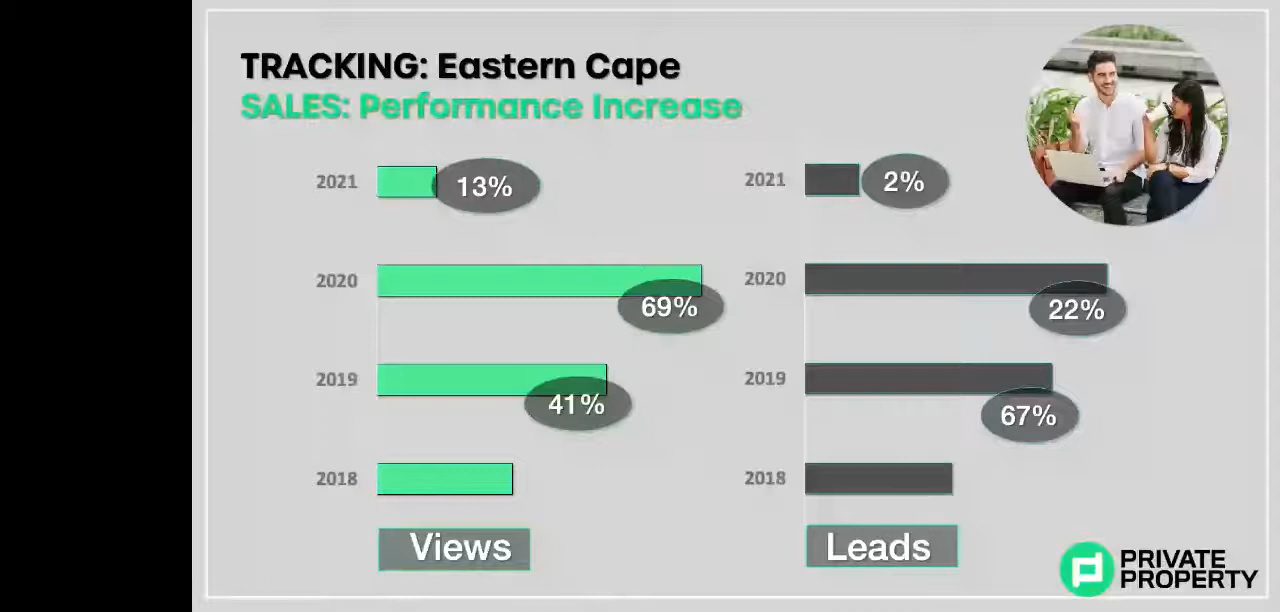 TRACKING: Eastern Cape
SALES: Performance Increase
2021
13%
2020
69%
2019
41%
2018
Views
2021
2%
2020
22%
2019
67%
2018
Leads
PRIVATE
PROPERTY